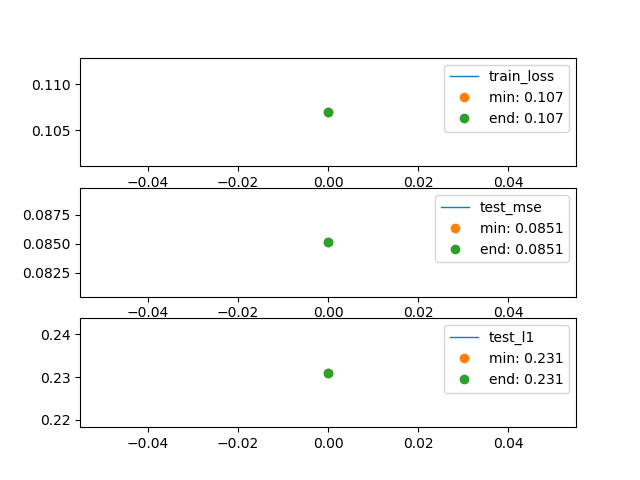 0.110
0.105
train_loss
min: 0.107
end: 0.107
−0.04 −0.02 0.00 0.02 0.04
0.0875
0.0850
0.0825
test_mse
min: 0.0851
end: 0.0851
−0.04 −0.02 0.00 0.02 0.04
0.24
0.23
0.22
test_l1
min: 0.231
end: 0.231
−0.04 −0.02 0.00 0.02 0.04